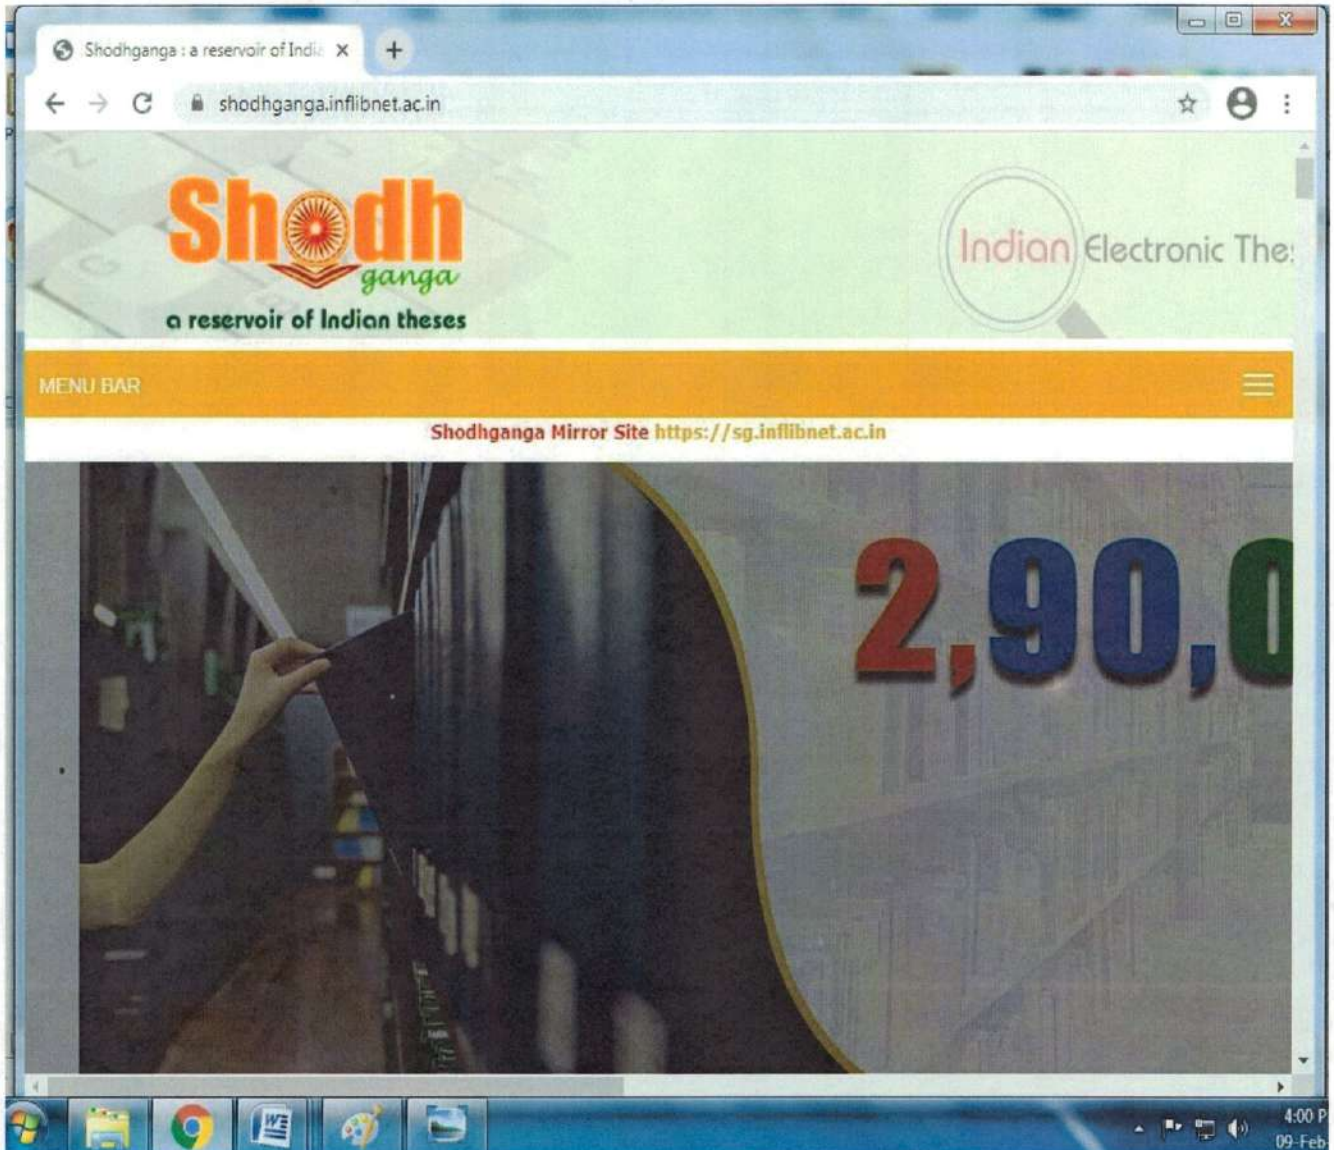 Shodhganga : a reservoir of India
shodhganga.inflibnet.ac.in
Shodh
ganga
a reservoir of Indian theses
Indian Electronic The
MENU BAR
Shodhganga Mirror Site https://sg.inflibnet.ac.in
2,90,0
4:00 P
09-Feb